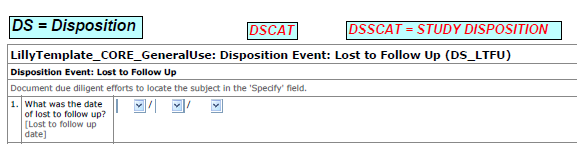 DS = Disposition
DSCAT
DSSCAT = STUDY DISPOSITION
LillyTemplate_CORE_GeneralUse: Disposition Event: Lost to Follow Up (DS_LTFU)
Disposition Event: Lost to Follow Up
Document due diligent efforts to locate the subject in the 'Specify' field.
1. What was the date / /
of lost to follow up?
[Lost to follow up
date]